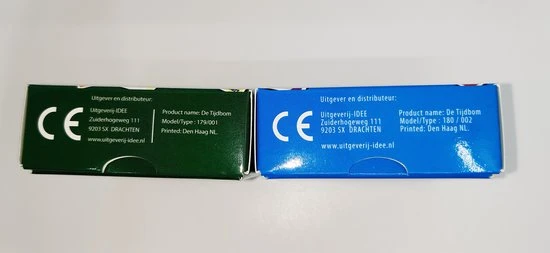 Uitgever en distributeur:
CE
Uitgeverij-IDEE
Zuiderhogeweg 111
9203 SX DRACHTEN
www.uitgeverij-idee.nl
Product name: De Tijdbom
Model/Type : 179/001
Printed: Den Haag NL.
Uitgever en distributeur:
CE
Uitgeverij-IDEE
Zuiderhogeweg 111
9203 SX DRACHTEN
www.uitgeverij-idee.nl
Product name: De Tijdbom
Model/Type : 180 / 002
Printed: Den Haag NL.